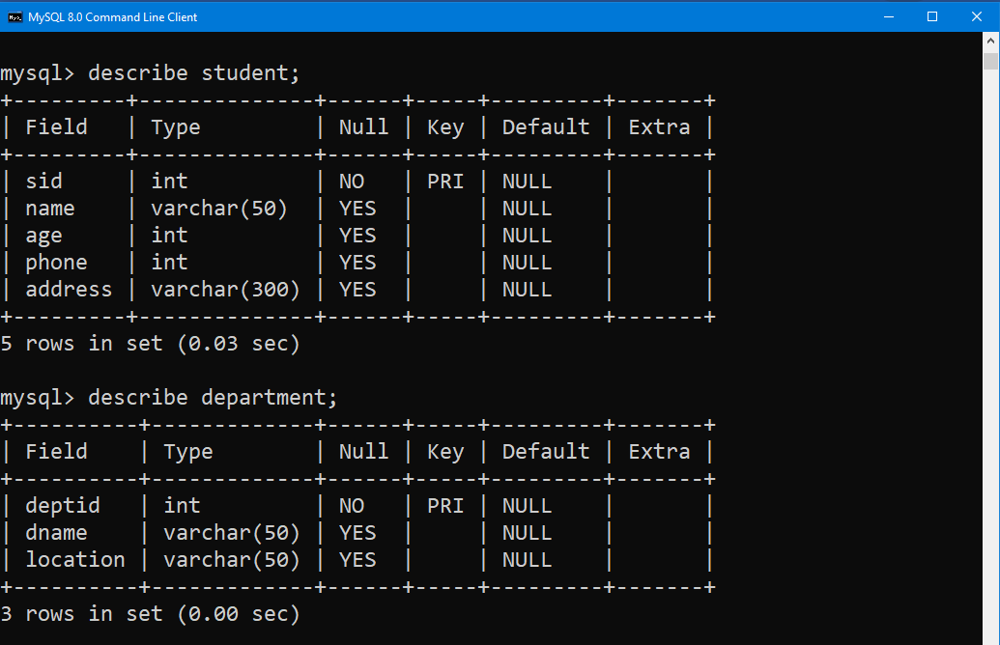 MySQL 8.0 Command Line Client
mysql> describe student;
+---------+--------------+------+-----+---------+-------+
| Field   | Type         | Null | Key | Default | Extra |
+---------+--------------+------+-----+---------+-------+
| sid     | int          | NO   | PRI | NULL    |       |
| name    | varchar(50)  | YES  |     | NULL    |       |
| age     | int          | YES  |     | NULL    |       |
| phone   | int          | YES  |     | NULL    |       |
| address | varchar(300) | YES  |     | NULL    |       |
+---------+--------------+------+-----+---------+-------+
5 rows in set (0.03 sec)
mysql> describe department;
+----------+-------------+------+-----+---------+-------+
| Field    | Type        | Null | Key | Default | Extra |
+----------+-------------+------+-----+---------+-------+
| deptid   | int         | NO   | PRI | NULL    |       |
| dname    | varchar(50) | YES  |     | NULL    |       |
| location | varchar(50) | YES  |     | NULL    |       |
+----------+-------------+------+-----+---------+-------+
3 rows in set (0.00 sec)